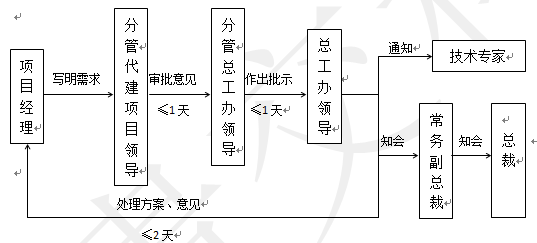 项目经理
写明需求
分管代建项目领导
审批意见
≤1天
分管总工办领导
作出批示
≤1天
总工办领导
通知
技术专家
知会
常务副总裁
知会
总裁
处理方案、意见
≤2天